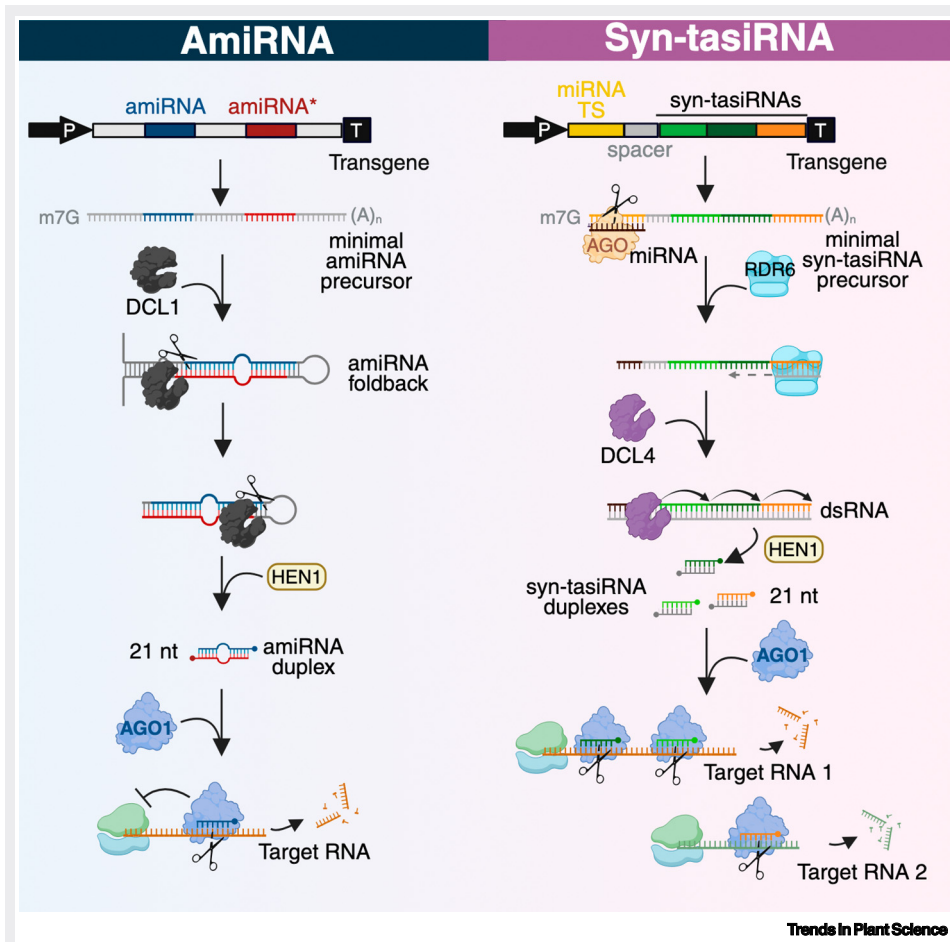 AmiRNA
amiRNA amiRNA*
P
T
Transgene
m7G
(A)n
minimal
amiRNA
precursor
DCL1
amiRNA
foldback
HEN1
21 nt
amiRNA
duplex
AGO1
Target RNA
Syn-tasiRNA
miRNA
TS
syn-tasiRNAs
P
T
spacer
Transgene
m7G
(A)n
AGO
miRNA
minimal
syn-tasiRNA
precursor
RDR6
DCL4
dsRNA
HEN1
syn-tasiRNA
duplexes
21 nt
AGO1
Target RNA 1
Target RNA 2
Trends in Plant Science